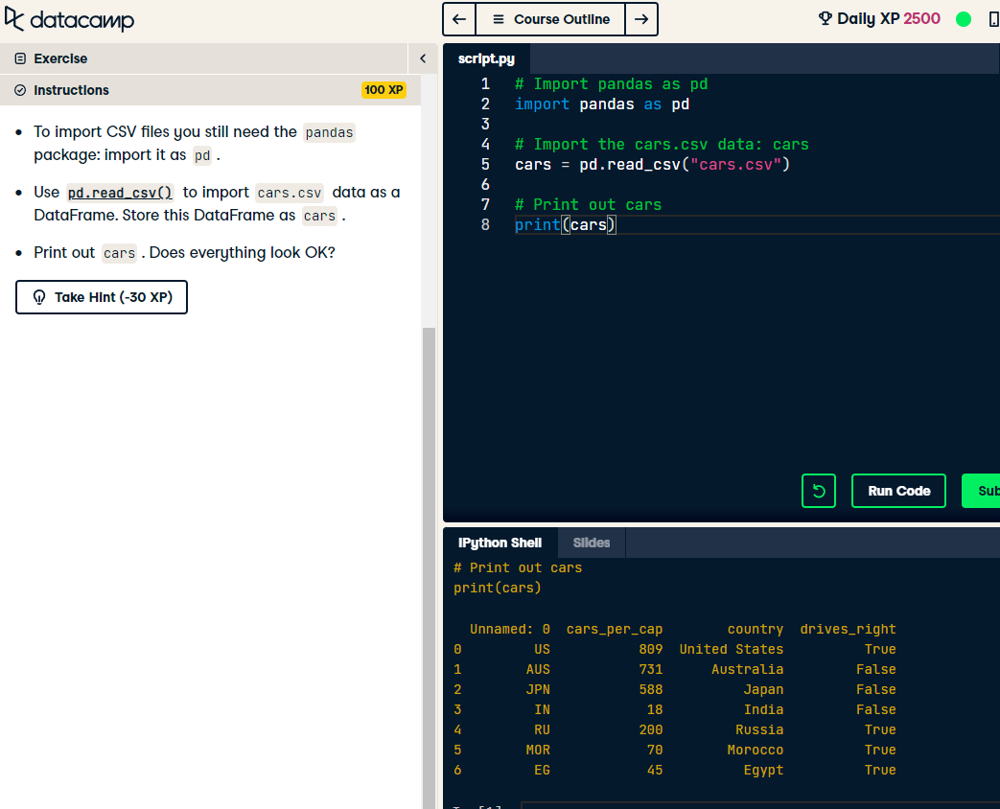 datacamp
Course Outline
Daily XP 2500
Exercise
Instructions
100 XP
To import CSV files you still need the pandas
package: import it as pd .
Use pd.read_csv() to import cars.csv data as a
DataFrame. Store this DataFrame as cars .
Print out cars . Does everything look OK?
Take Hint (-30 XP)
script.py
1 # Import pandas as pd
2 import pandas as pd
3
4 # Import the cars.csv data: cars
5 cars = pd.read_csv("cars.csv")
6
7 # Print out cars
8 print(cars)
Run Code
Sub
IPython Shell
Slides
# Print out cars
print(cars)
Unnamed: 0 cars_per_cap country drives_right
0 US 809 United States True
1 AUS 731 Australia False
2 JPN 588 Japan False
3 IN 18 India False
4 RU 200 Russia True
5 MOR 70 Morocco True
6 EG 45 Egypt True